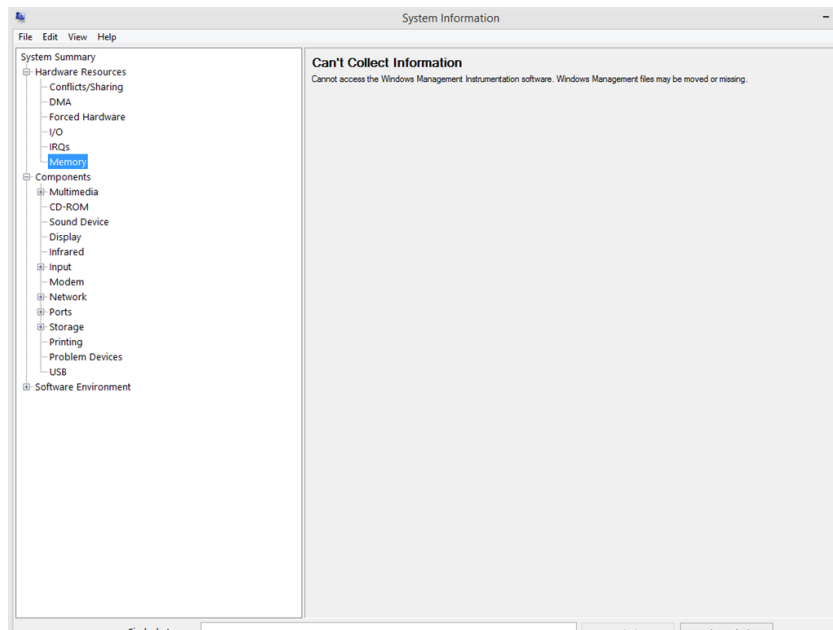 System Information
File Edit View Help
System Summary
Hardware Resources
Conflicts/Sharing
DMA
Forced Hardware
I/O
IRQs
Memory
Components
Multimedia
CD-ROM
Sound Device
Display
Infrared
Input
Modem
Network
Ports
Storage
Printing
Problem Devices
USB
Software Environment
Can't Collect Information
Cannot access the Windows Management Instrumentation software. Windows Management files may be moved or missing.